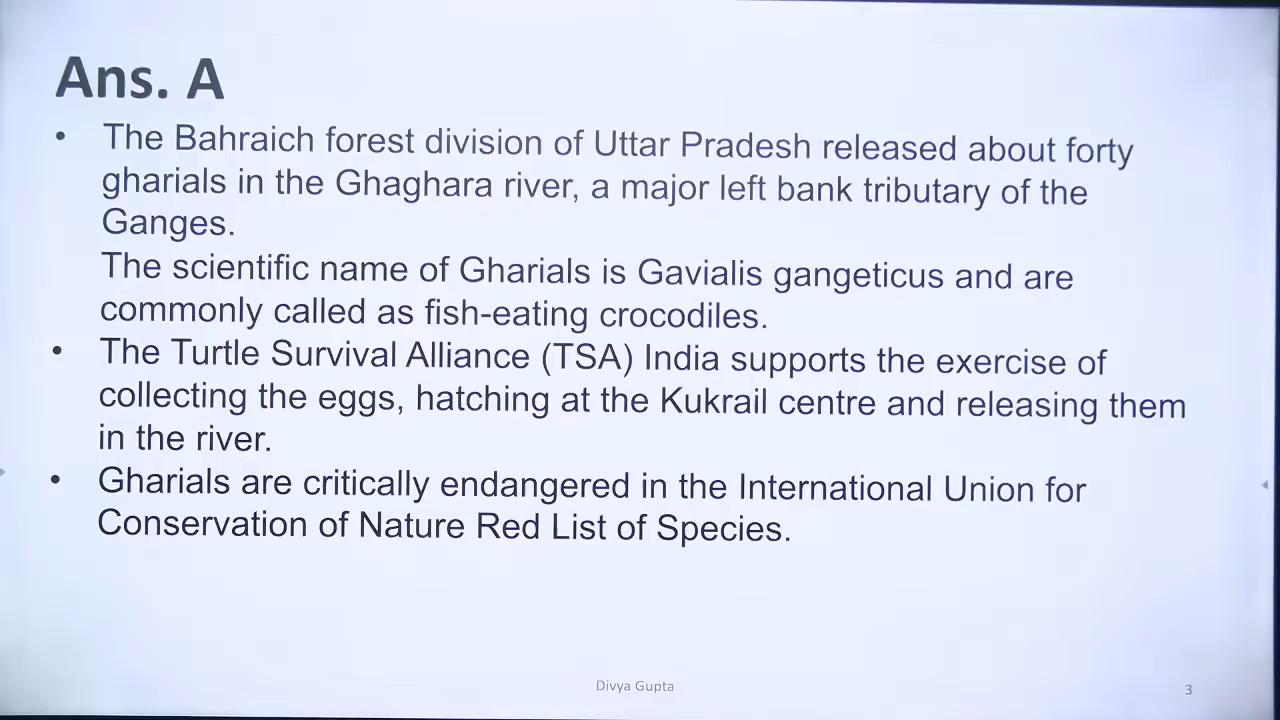 Ans. A
• The Bahraich forest division of Uttar Pradesh released about forty
gharials in the Ghaghara river, a major left bank tributary of the
Ganges.
The scientific name of Gharials is Gavialis gangeticus and are
commonly called as fish-eating crocodiles.
• The Turtle Survival Alliance (TSA) India supports the exercise of
collecting the eggs, hatching at the Kukrail centre and releasing them
in the river.
• Gharials are critically endangered in the International Union for
Conservation of Nature Red List of Species.
Divya Gupta
3